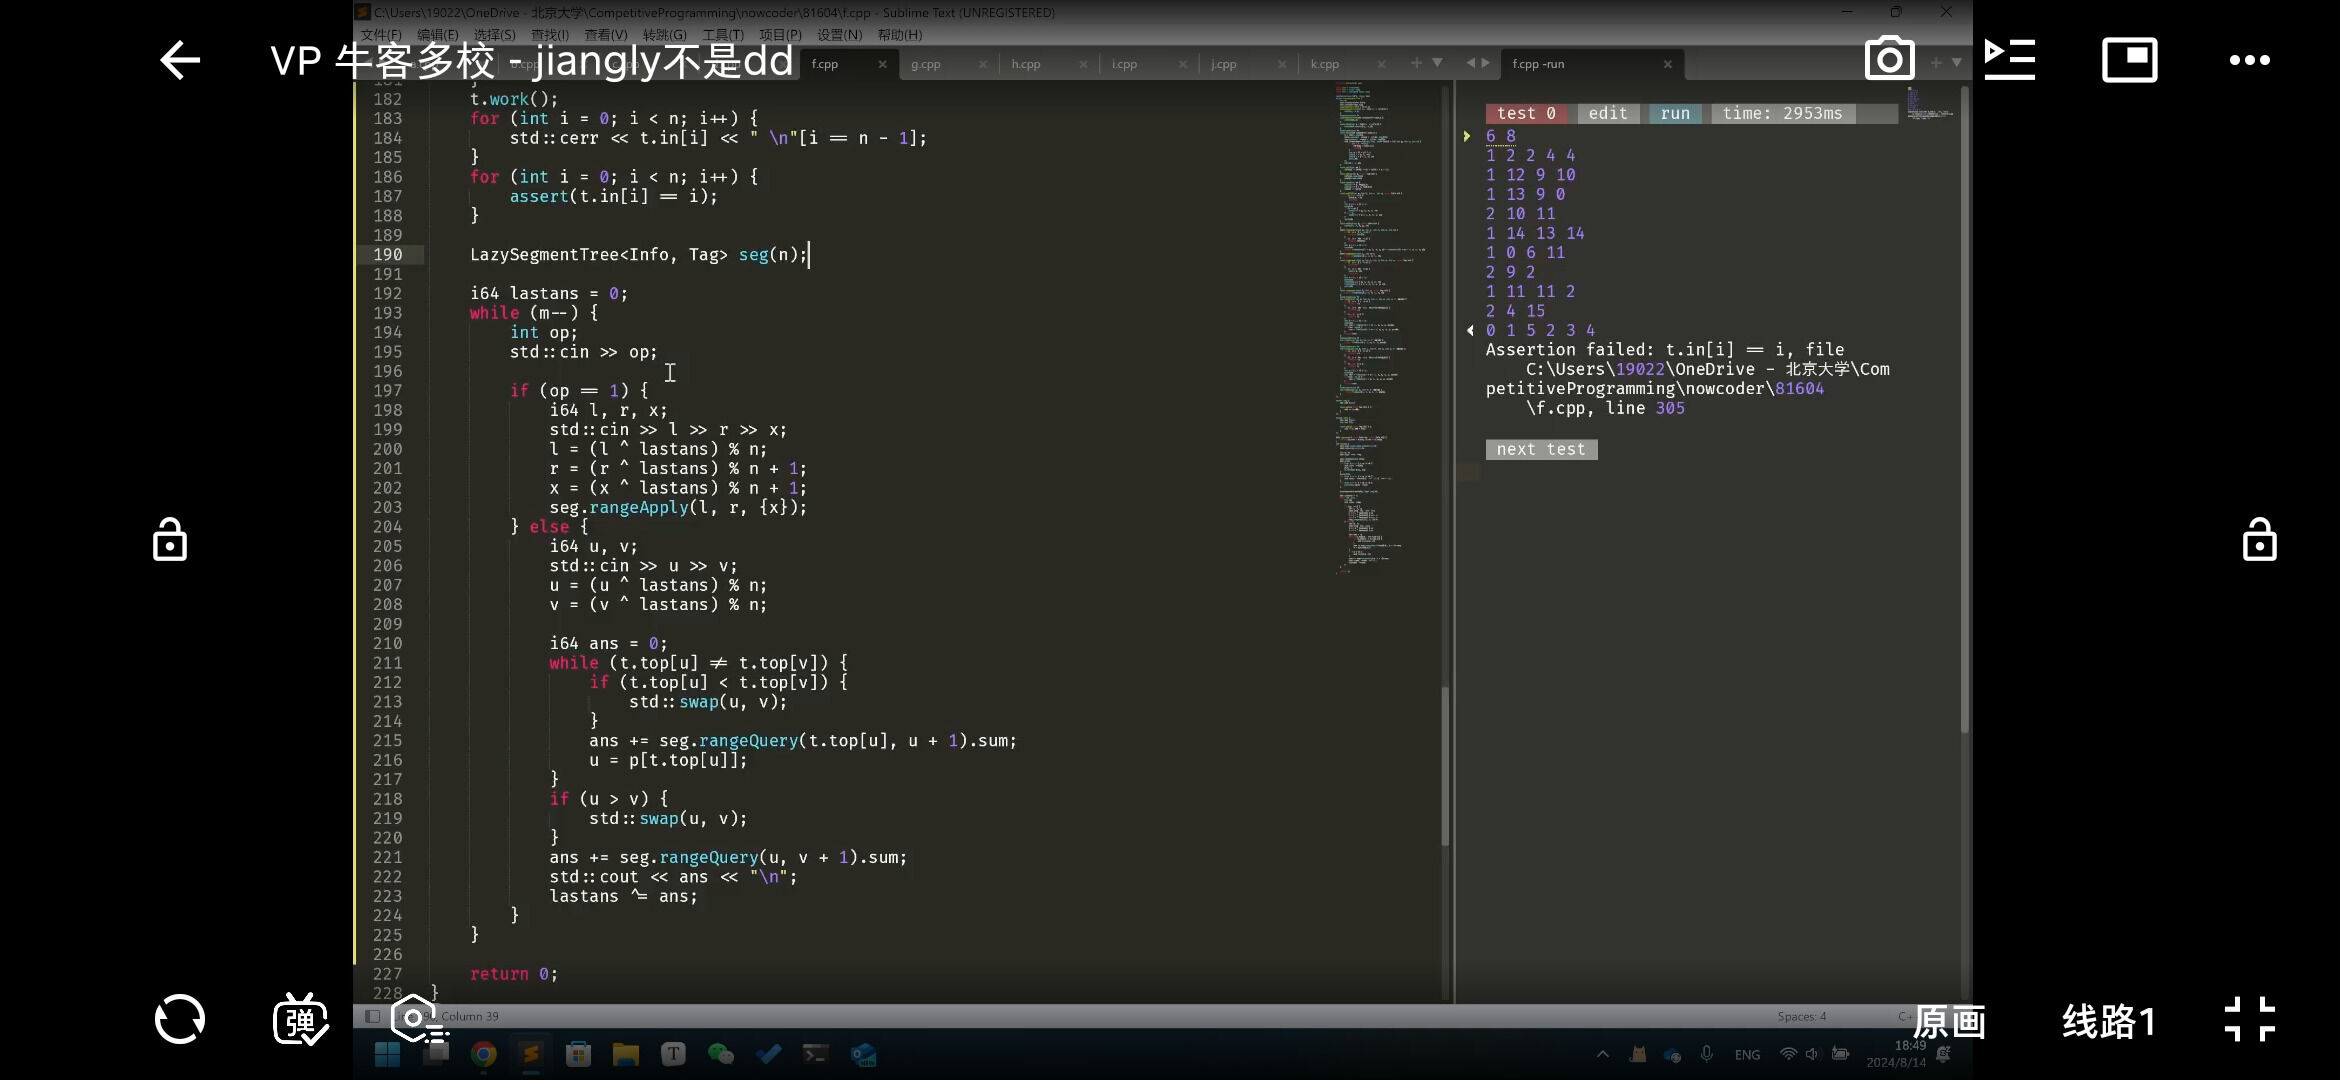 C:\Users\19022\OneDrive - 北京大学\CompetitiveProgramming\nowcoder\81604\f.cpp - Sublime Text (UNREGISTERED)
文件(F) 编辑(E) 选择(S) 查找(I) 查看(V) 转跳(G) 工具(T) 项目(P) 设置(N) 帮助(H)
VP 牛客多校 - jiangly不是dd
f.cpp g.cpp h.cpp i.cpp j.cpp k.cpp f.cpp -run
182 t.work();
183 for (int i = 0; i < n; i++) {
184 std::cerr << t.in[i] << " \n"[i == n - 1];
185 }
186 for (int i = 0; i < n; i++) {
187 assert(t.in[i] == i);
188 }
189
190 LazySegmentTree<Info, Tag> seg(n);
191
192 i64 lastans = 0;
193 while (m--) {
194 int op;
195 std::cin >> op;
196
197 if (op == 1) {
198 i64 l, r, x;
199 std::cin >> l >> r >> x;
200 l = (l ^ lastans) % n;
201 r = (r ^ lastans) % n + 1;
202 x = (x ^ lastans) % n + 1;
203 seg.rangeApply(l, r, {x});
204 } else {
205 i64 u, v;
206 std::cin >> u >> v;
207 u = (u ^ lastans) % n;
208 v = (v ^ lastans) % n;
209
210 i64 ans = 0;
211 while (t.top[u] != t.top[v]) {
212 if (t.top[u] < t.top[v]) {
213 std::swap(u, v);
214 }
215 ans += seg.rangeQuery(t.top[u], u + 1).sum;
216 u = p[t.top[u]];
217 }
218 if (u > v) {
219 std::swap(u, v);
220 }
221 ans += seg.rangeQuery(u, v + 1).sum;
222 std::cout << ans << "\n";
223 lastans ^= ans;
224 }
225 }
226
227 return 0;
228 }
test 0 edit run time: 2953ms
6 8
1 2 2 4 4
1 12 9 10
1 13 9 0
2 10 11
1 14 13 14
1 0 6 11
2 9 2
1 11 11 2
2 4 15
0 1 5 2 3 4
Assertion failed: t.in[i] == i, file
C:\Users\19022\OneDrive - 北京大学\Com
petitiveProgramming\nowcoder\81604
\f.cpp, line 305
next test
弹
Column 39
Spaces: 4
原画 线路1
ENG
18:49
2024/8/14